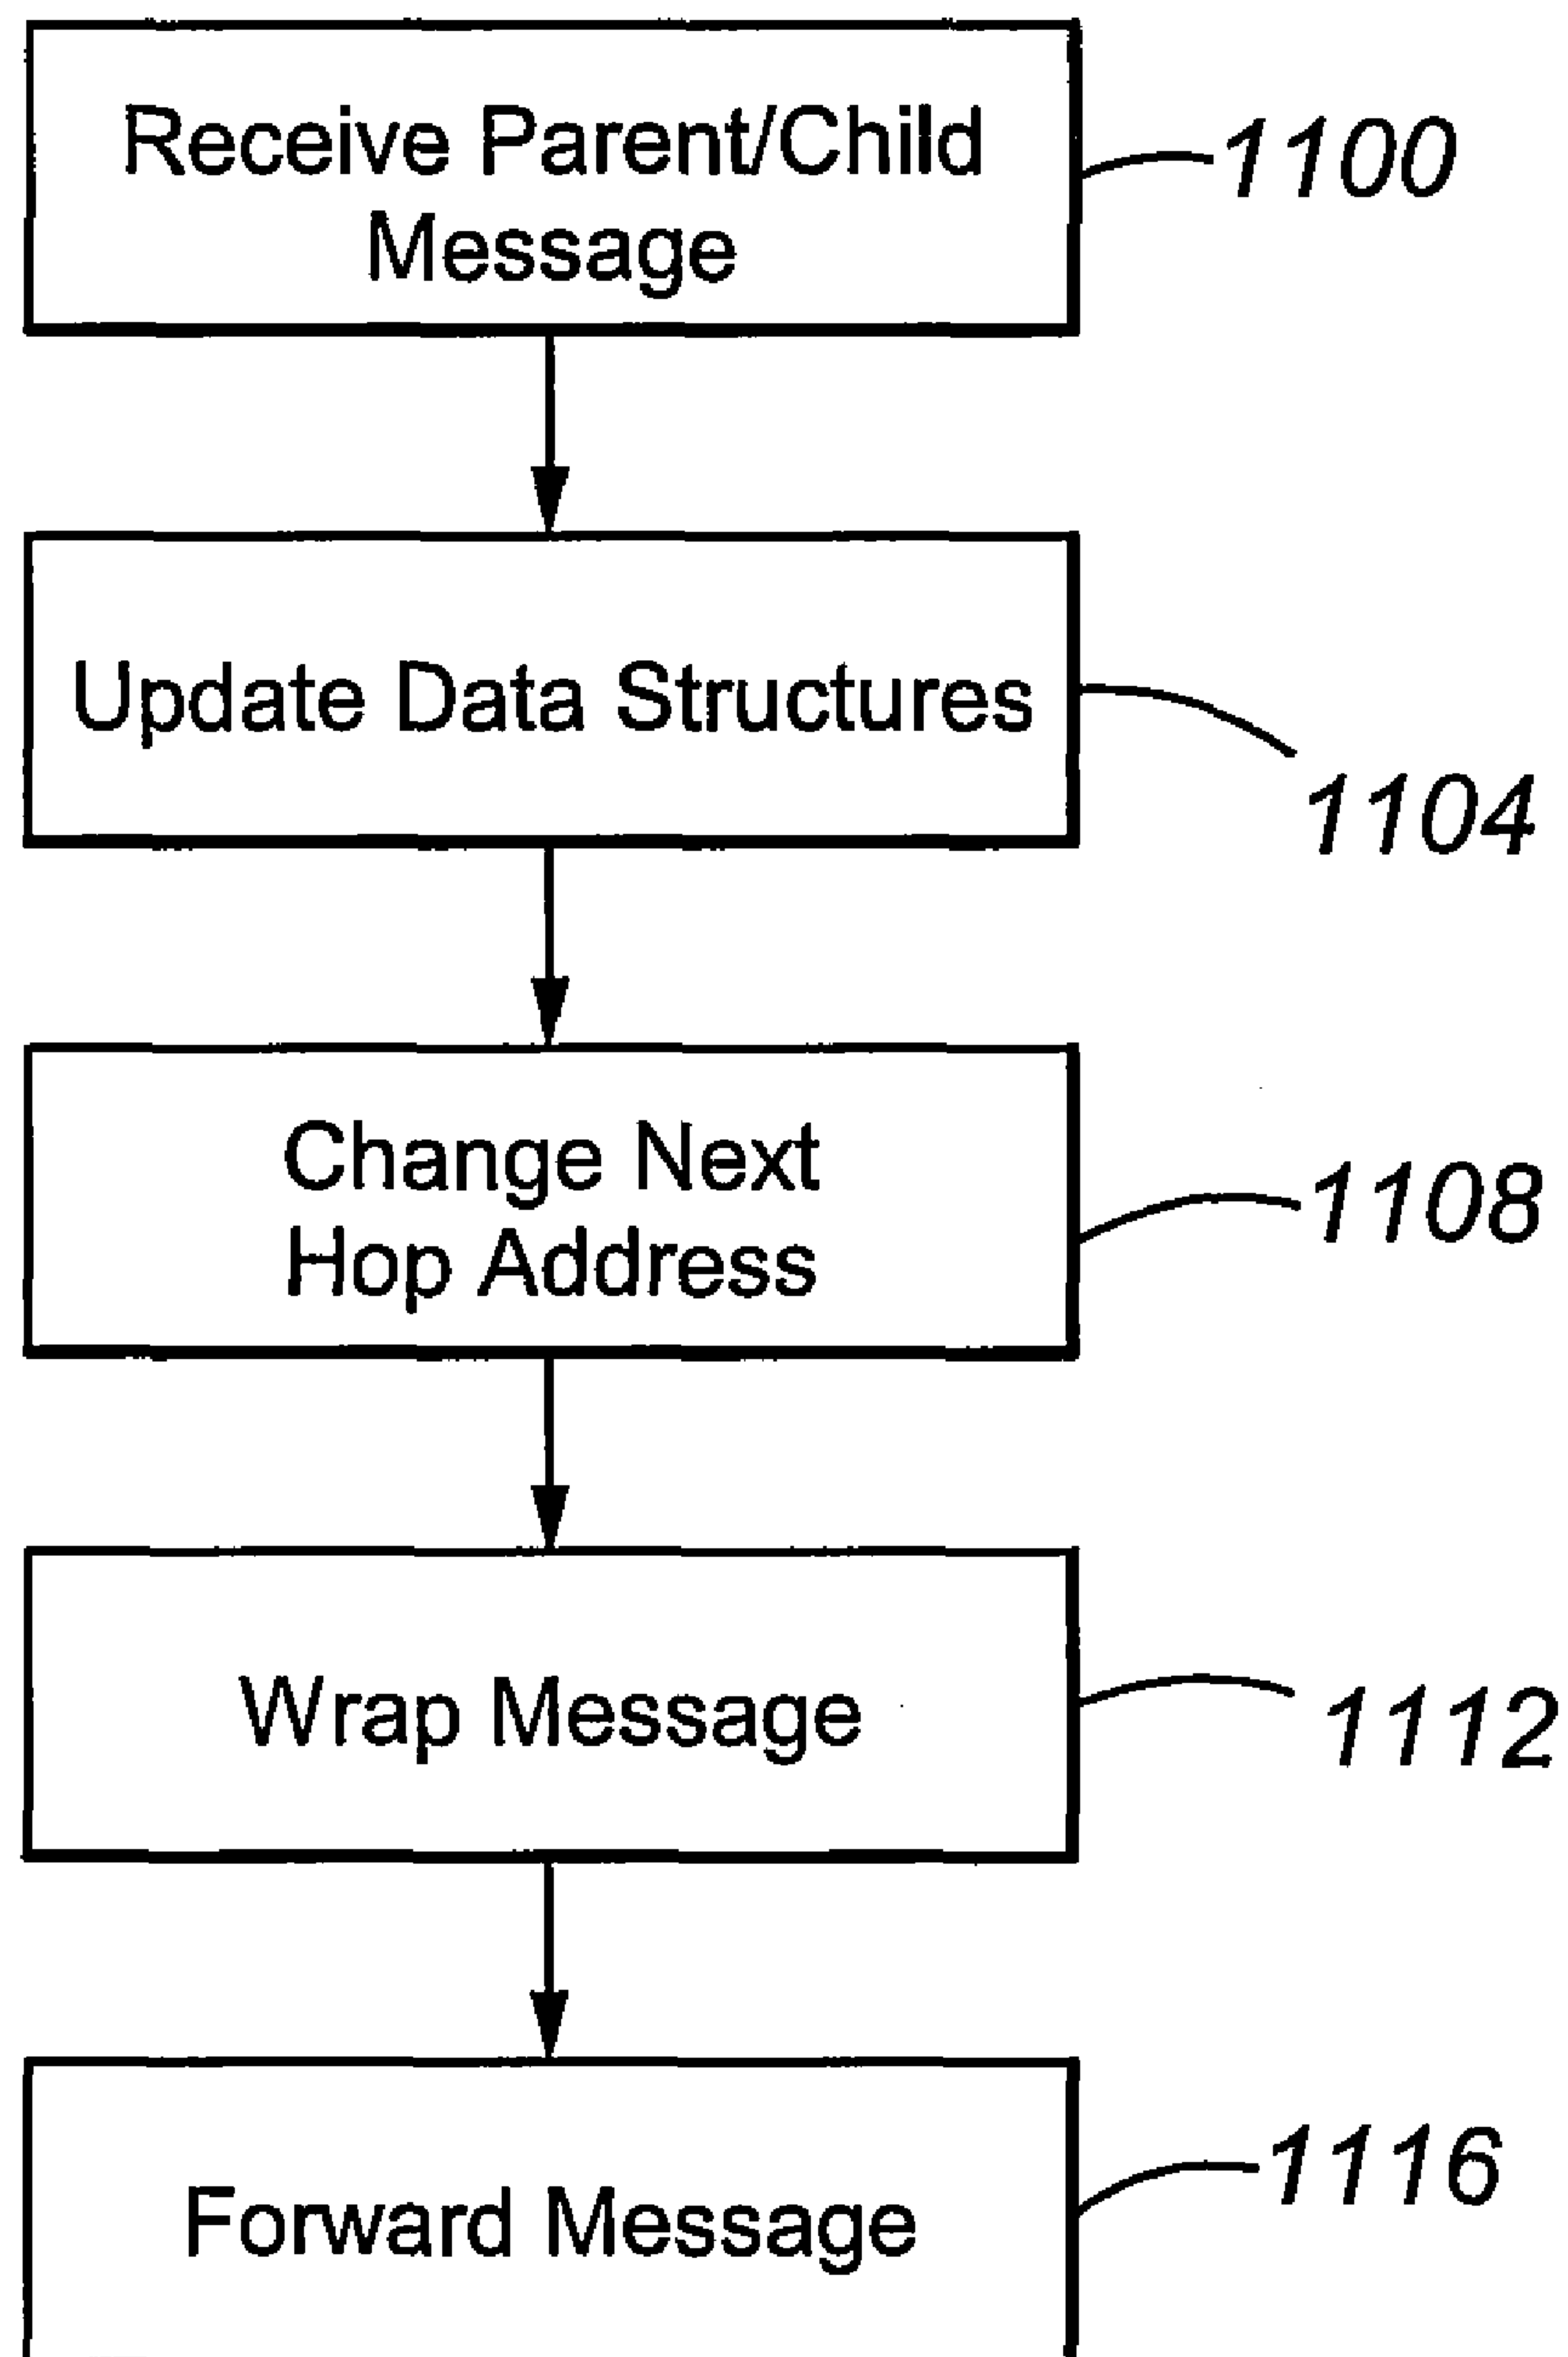 Receive Parent/Child
Message
1100
Update Data Structures
1104
Change Next
Hop Address
1108
Wrap Message
1112
Forward Message
1116